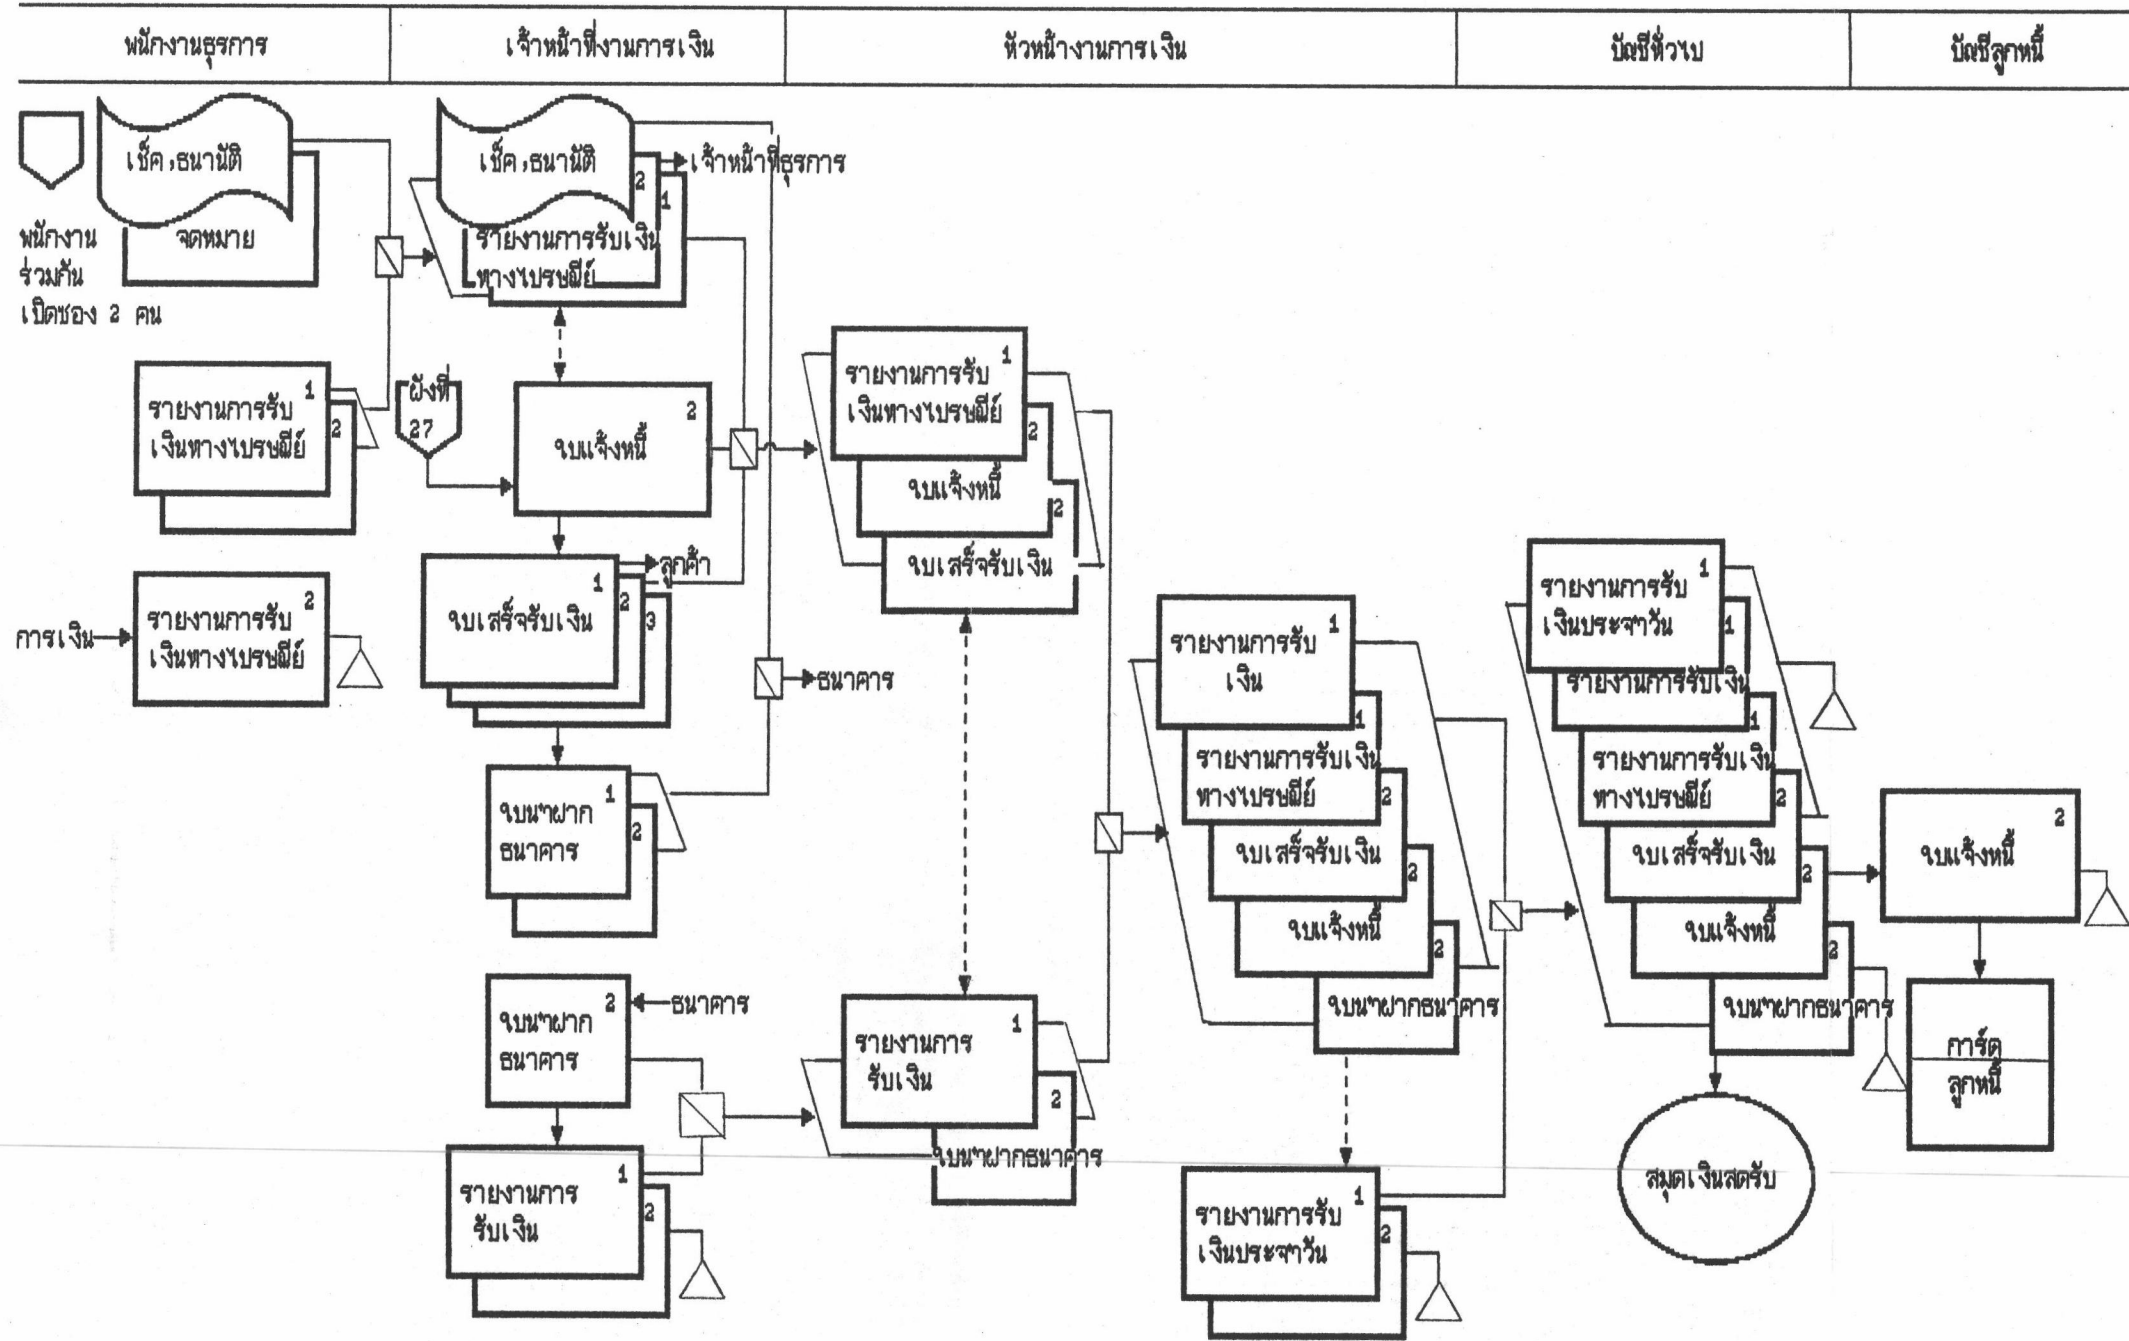 พนักงานธุรการ
เจ้าหน้าที่งานการเงิน
หัวหน้างานการเงิน
บัญชีทั่วไป
บัญชีลูกหนี้
เช็ค,ธนานัติ
จดหมาย
พนักงาน
ร่วมกัน
เปิดซอง 2 คน
1
รายงานการรับ
เงินทางไปรษณีย์
2
การเงิน
2
รายงานการรับ
เงินทางไปรษณีย์
เช็ค,ธนานัติ
2
1
เจ้าหน้าที่ธุรการ
รายงานการรับเงิน
ทางไปรษณีย์
ผังที่
27
2
ใบแจ้งหนี้
1
ใบเสร็จรับเงิน
2
3
ลูกค้า
1
ใบนำฝาก
ธนาคาร
2
ธนาคาร
2
ใบนำฝาก
ธนาคาร
ธนาคาร
1
รายงานการ
รับเงิน
2
1
รายงานการรับ
เงินทางไปรษณีย์
2
ใบแจ้งหนี้
2
ใบเสร็จรับเงิน
1
รายงานการ
รับเงิน
2
ใบนำฝากธนาคาร
1
รายงานการรับ
เงิน
1
รายงานการรับเงิน
ทางไปรษณีย์
2
ใบเสร็จรับเงิน
2
ใบแจ้งหนี้
2
ใบนำฝากธนาคาร
1
รายงานการรับ
เงินประจำวัน
2
1
รายงานการรับ
เงินประจำวัน
1
รายงานการรับเงิน
1
รายงานการรับเงิน
ทางไปรษณีย์
2
ใบเสร็จรับเงิน
2
ใบแจ้งหนี้
2
ใบนำฝากธนาคาร
สมุดเงินสดรับ
2
ใบแจ้งหนี้
การ์ด
ลูกหนี้